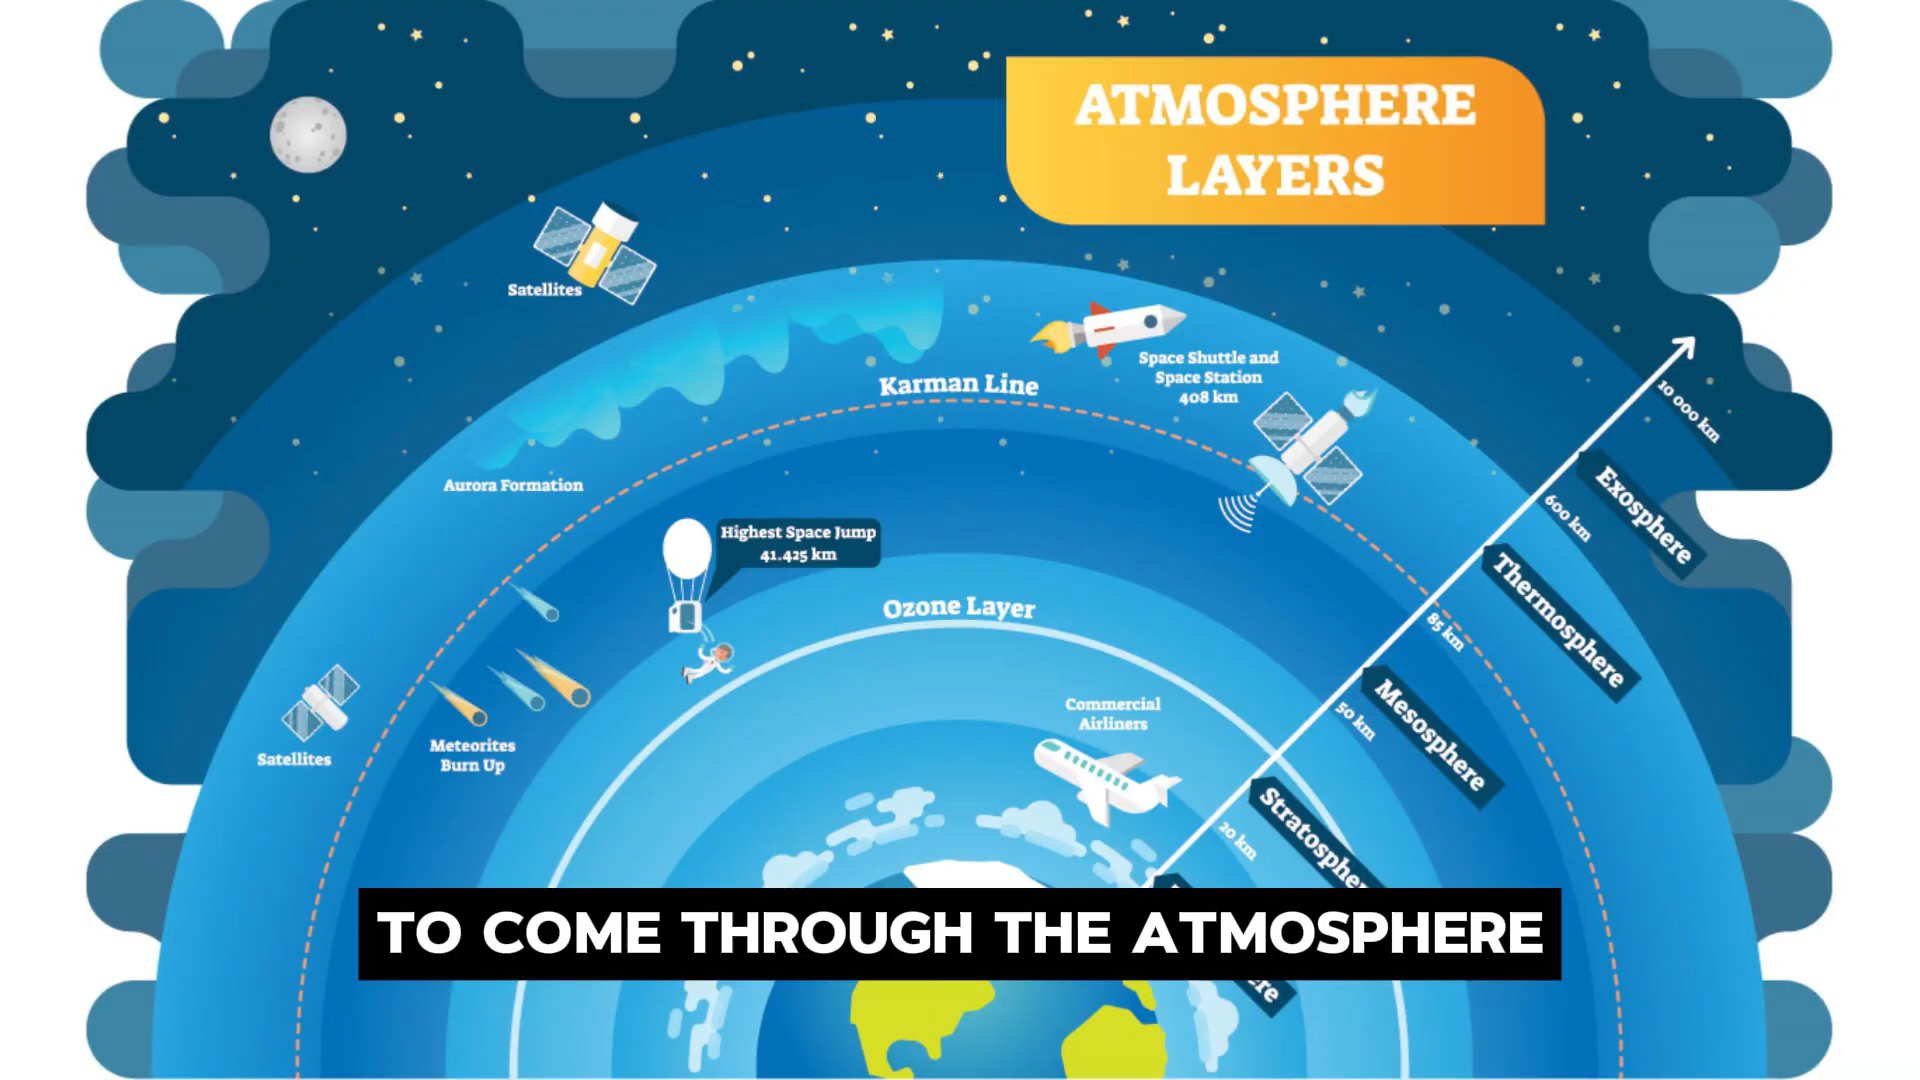 ATMOSPHERE
LAYERS
Satellites
Space Shuttle and
Space Station
408 km
Karman Line
10 000 km
Aurora Formation
Exosphere
600 km
Highest Space Jump
41.425 km
Thermosphere
Ozone Layer
85 km
Mesosphere
50 km
Commercial
Airliners
Satellites
Meteorites
Burn Up
20 km
TO COME THROUGH THE ATMOSPHERE